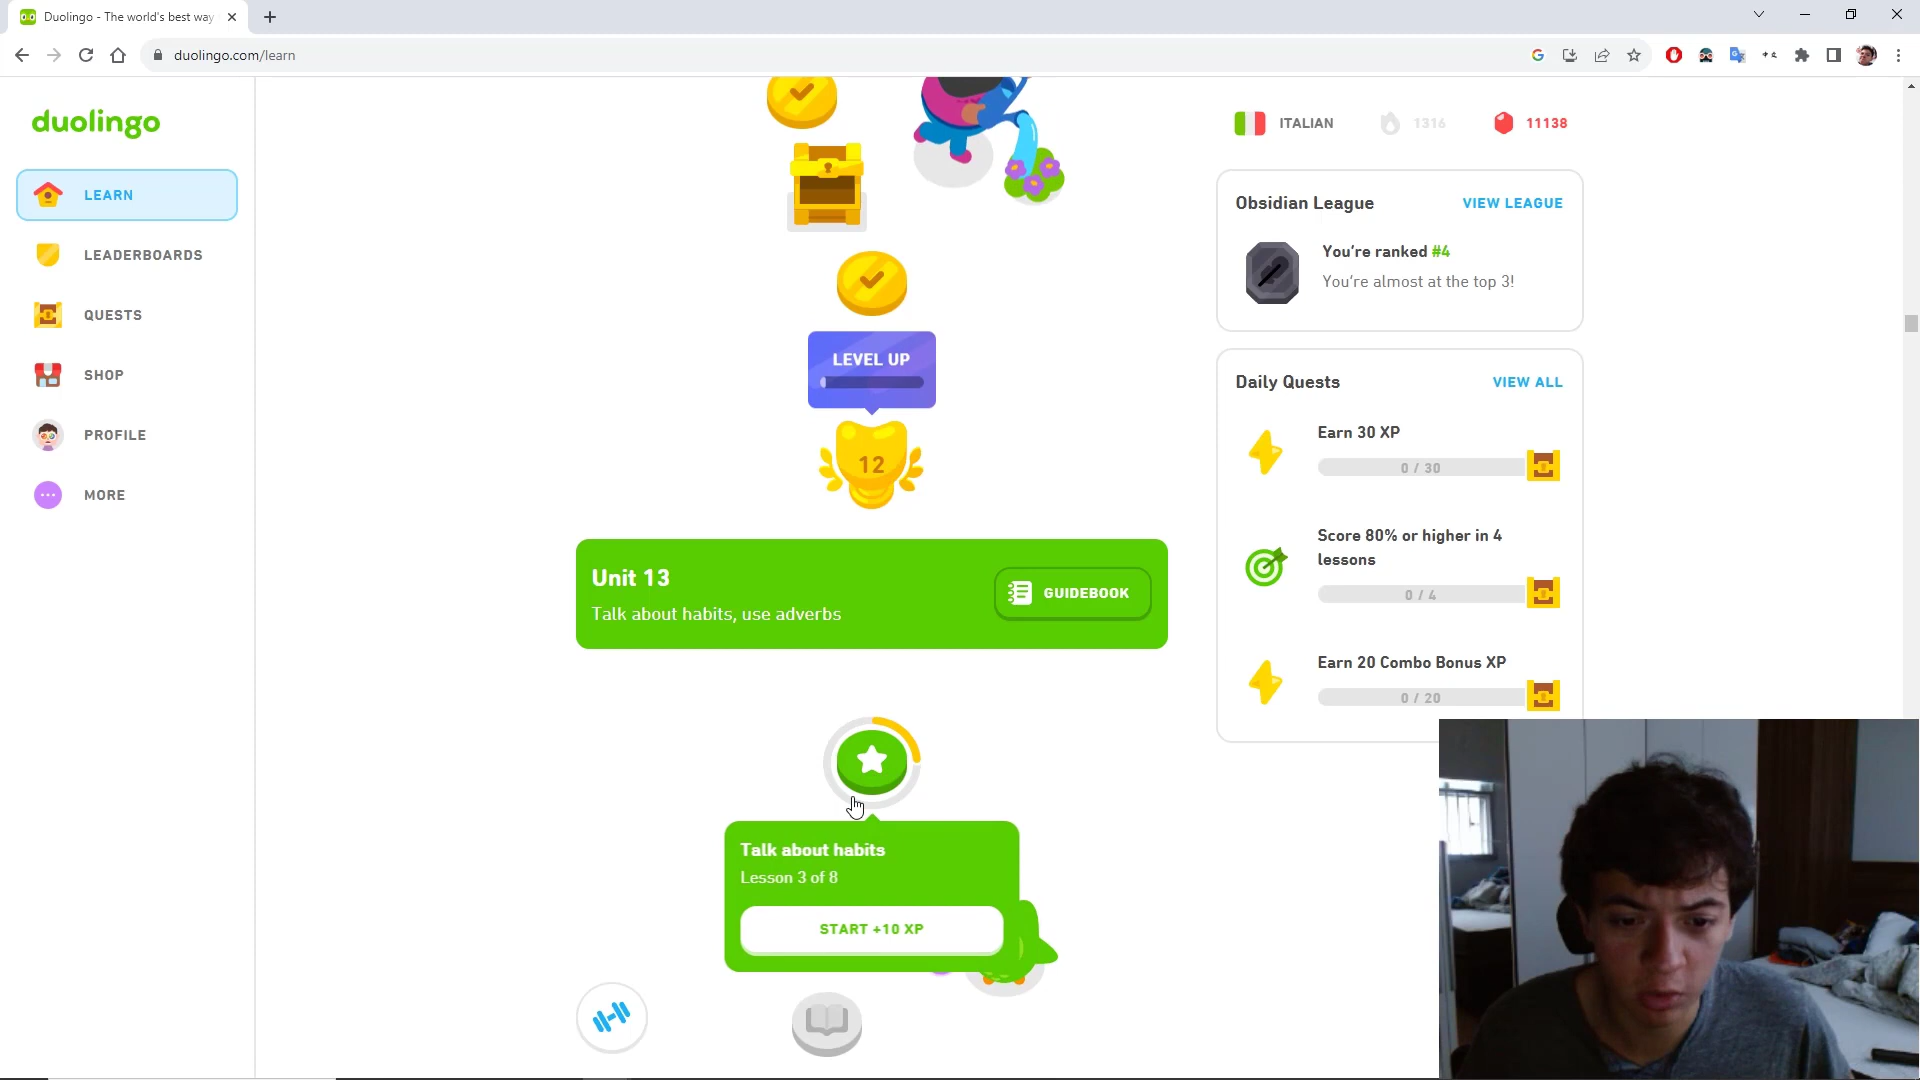 Duolingo - The world's best way
duolingo.com/learn
duolingo
LEARN
LEADERBOARDS
QUESTS
SHOP
PROFILE
MORE
LEVEL UP
12
Unit 13
Talk about habits, use adverbs
GUIDEBOOK
Talk about habits
Lesson 3 of 8
START +10 XP
ITALIAN
1316
11138
Obsidian League
VIEW LEAGUE
You're ranked #4
You're almost at the top 3!
Daily Quests
VIEW ALL
Earn 30 XP
0 / 30
Score 80% or higher in 4
lessons
0 / 4
Earn 20 Combo Bonus XP
0 / 20